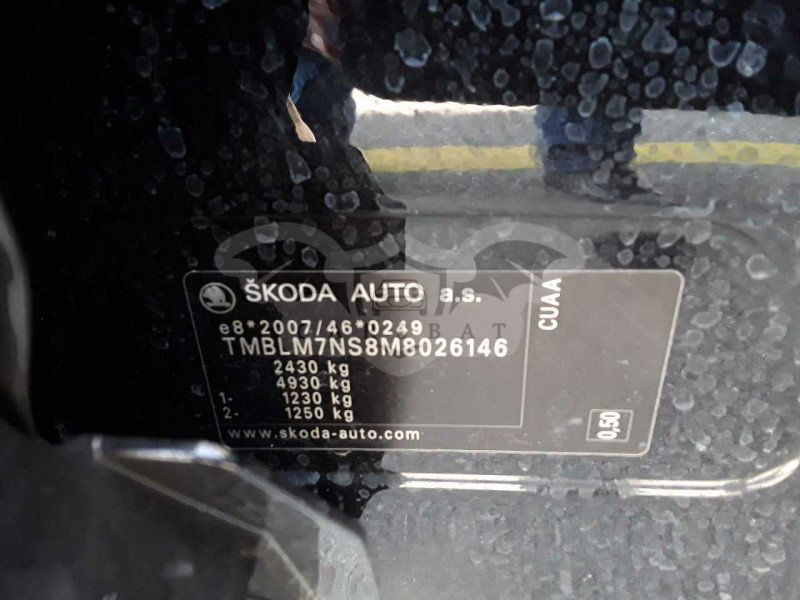 ŠKODA AUTO a.s.
e8*2007/46*0249
TMBLM7NS8M8026146
2430 kg
4930 kg
1- 1230 kg
2- 1250 kg
www.skoda-auto.com
CUAA
0,50